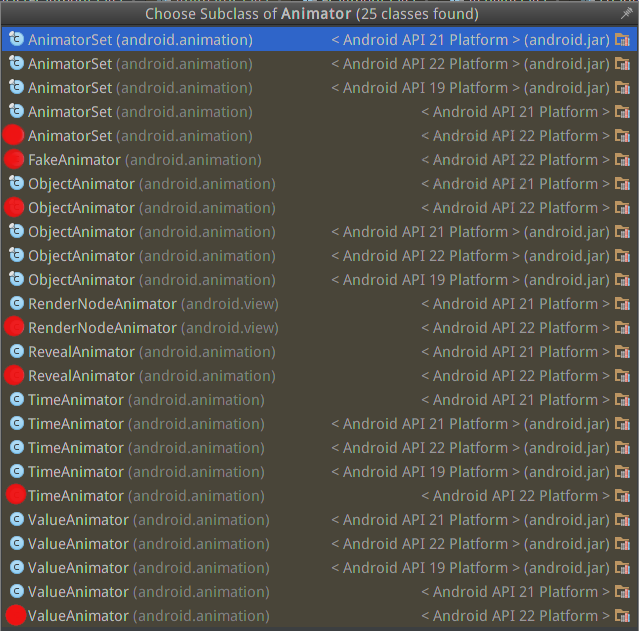 Choose Subclass of Animator (25 classes found)
AnimatorSet (android.animation) < Android API 21 Platform > (android.jar)
AnimatorSet (android.animation) < Android API 22 Platform > (android.jar)
AnimatorSet (android.animation) < Android API 19 Platform > (android.jar)
AnimatorSet (android.animation) < Android API 21 Platform >
AnimatorSet (android.animation) < Android API 22 Platform >
FakeAnimator (android.animation) < Android API 22 Platform >
ObjectAnimator (android.animation) < Android API 21 Platform >
ObjectAnimator (android.animation) < Android API 22 Platform >
ObjectAnimator (android.animation) < Android API 21 Platform > (android.jar)
ObjectAnimator (android.animation) < Android API 22 Platform > (android.jar)
ObjectAnimator (android.animation) < Android API 19 Platform > (android.jar)
RenderNodeAnimator (android.view) < Android API 21 Platform >
RenderNodeAnimator (android.view) < Android API 22 Platform >
RevealAnimator (android.animation) < Android API 21 Platform >
RevealAnimator (android.animation) < Android API 22 Platform >
TimeAnimator (android.animation) < Android API 21 Platform >
TimeAnimator (android.animation) < Android API 21 Platform > (android.jar)
TimeAnimator (android.animation) < Android API 22 Platform > (android.jar)
TimeAnimator (android.animation) < Android API 19 Platform > (android.jar)
TimeAnimator (android.animation) < Android API 22 Platform >
ValueAnimator (android.animation) < Android API 21 Platform > (android.jar)
ValueAnimator (android.animation) < Android API 22 Platform > (android.jar)
ValueAnimator (android.animation) < Android API 19 Platform > (android.jar)
ValueAnimator (android.animation) < Android API 21 Platform >
ValueAnimator (android.animation) < Android API 22 Platform >